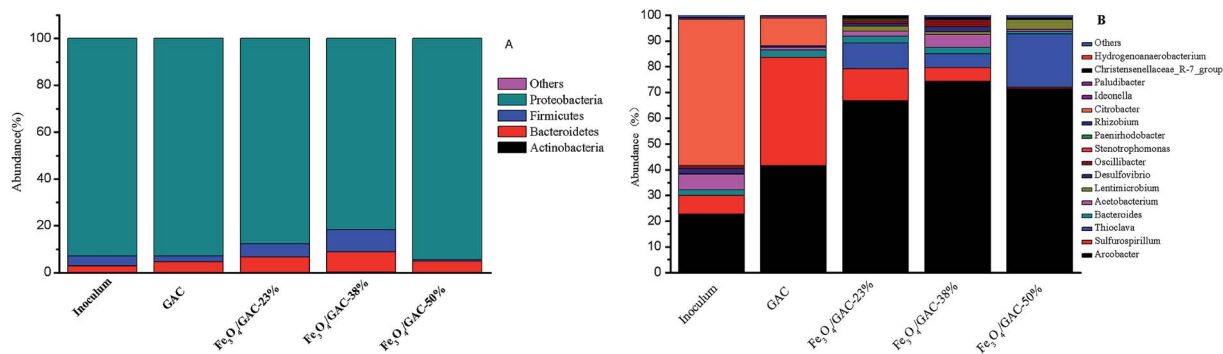 A
Abundance(%)
100
80
60
40
20
0
Others
Proteobacteria
Firmicutes
Bacteroidetes
Actinobacteria
Inoculum
GAC
Fe3O4/GAC-23%
Fe3O4/GAC-38%
Fe3O4/GAC-50%
B
Abundance (%)
100
90
80
70
60
50
40
30
20
10
0
Others
Hydrogenoanaerobacterium
Christensenellaceae_R-7_group
Paludibacter
Ideonella
Citrobacter
Rhizobium
Paenirhodobacter
Stenotrophomonas
Oscillibacter
Desulfovibrio
Lentimicrobium
Acetobacterium
Bacteroides
Thioclava
Sulfurospirillum
Arcobacter
Inoculum
GAC
Fe3O4/GAC-23%
Fe3O4/GAC-38%
Fe3O4/GAC-50%